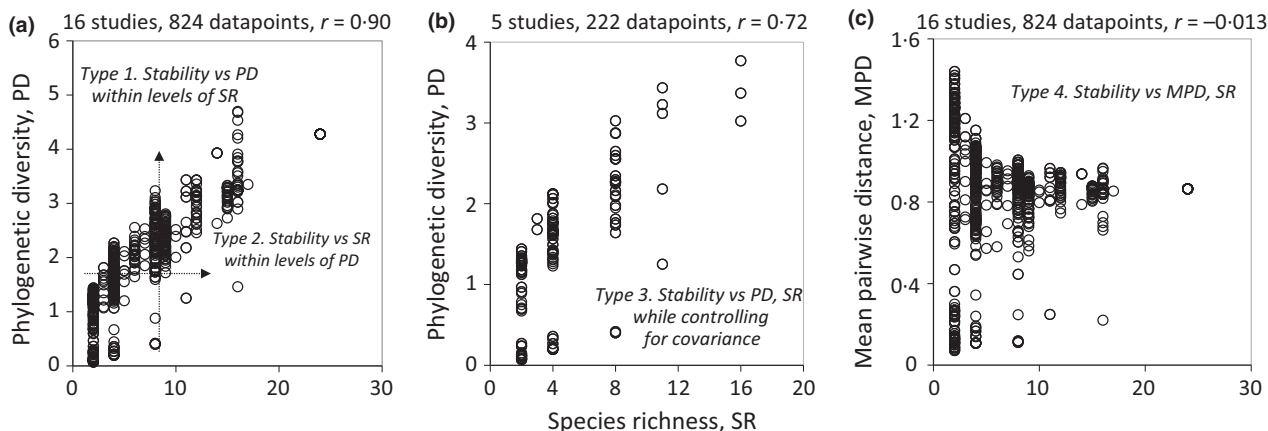 (a) 16 studies, 824 datapoints, r = 0·90
6
5
4
3
2
1
0
Phylogenetic diversity, PD
Type 1. Stability vs PD
within levels of SR
Type 2. Stability vs SR
within levels of PD
0 10 20 30
(b) 5 studies, 222 datapoints, r = 0·72
4
3
2
1
0
Phylogenetic diversity, PD
Type 3. Stability vs PD, SR
while controlling
for covariance
0 4 8 12 16 20
Species richness, SR
(c) 16 studies, 824 datapoints, r = –0·013
1·6
1·2
0·8
0·4
0
Mean pairwise distance, MPD
Type 4. Stability vs MPD, SR
0 10 20 30